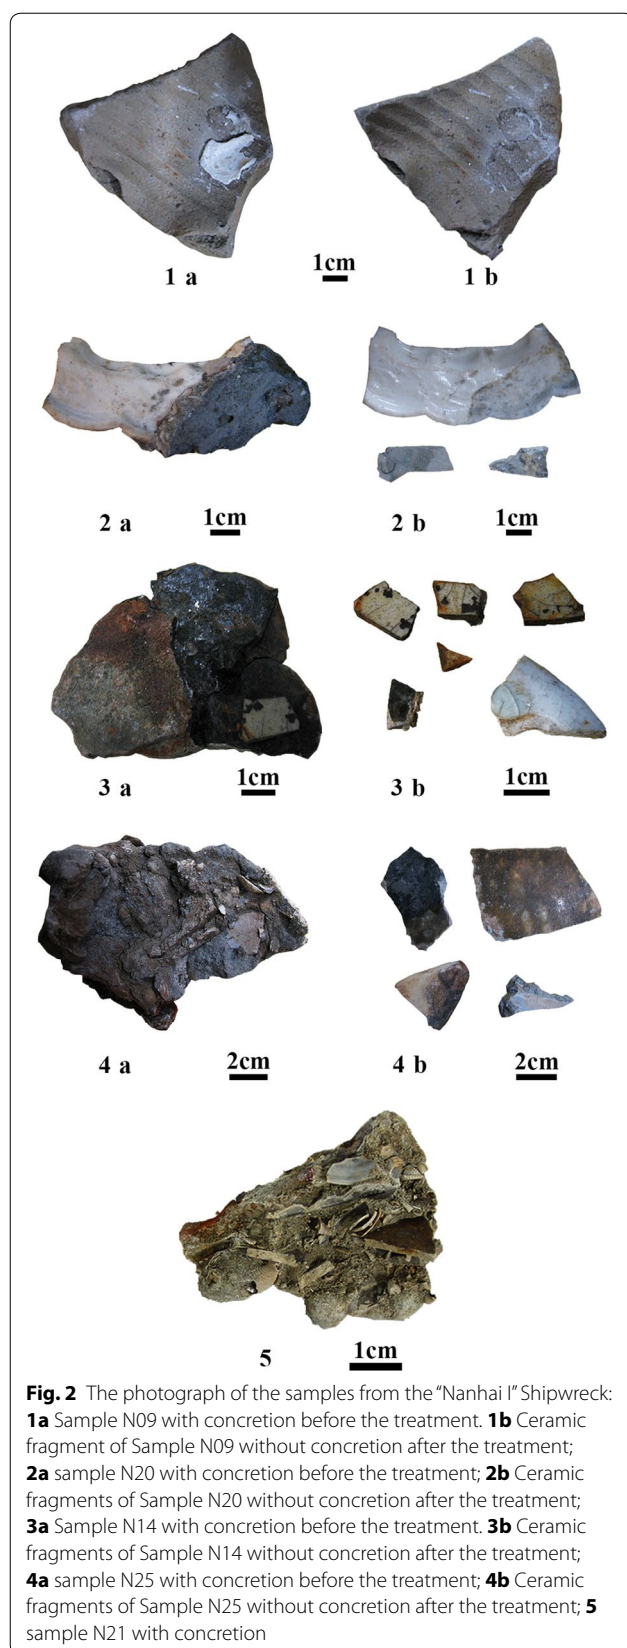 1 a
1cm
1 b
2 a
1cm
2 b
1cm
3 a
1cm
3 b
1cm
4 a
2cm
4 b
2cm
5
1cm
Fig. 2 The photograph of the samples from the “Nanhai I” Shipwreck:
1a Sample N09 with concretion before the treatment. 1b Ceramic
fragment of Sample N09 without concretion after the treatment;
2a sample N20 with concretion before the treatment; 2b Ceramic
fragments of Sample N20 without concretion after the treatment;
3a Sample N14 with concretion before the treatment. 3b Ceramic
fragments of Sample N14 without concretion after the treatment;
4a sample N25 with concretion before the treatment; 4b Ceramic
fragments of Sample N25 without concretion after the treatment; 5
sample N21 with concretion